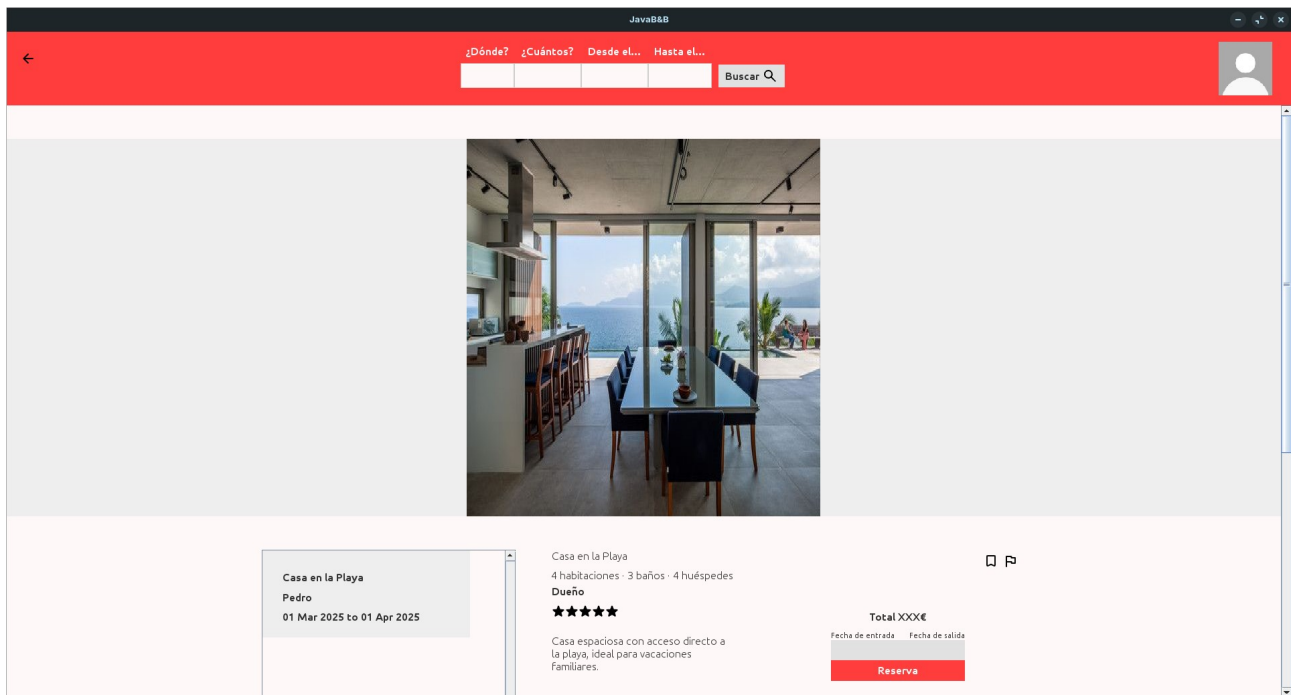 JavaB&B
¿Dónde? ¿Cuántos? Desde el... Hasta el...
Buscar
Casa en la Playa
Pedro
01 Mar 2025 to 01 Apr 2025
Casa en la Playa
4 habitaciones · 3 baños · 4 huéspedes
Dueño
Casa espaciosa con acceso directo a
la playa, ideal para vacaciones
familiares.
Total XXX€
Fecha de entrada Fecha de salida
Reserva